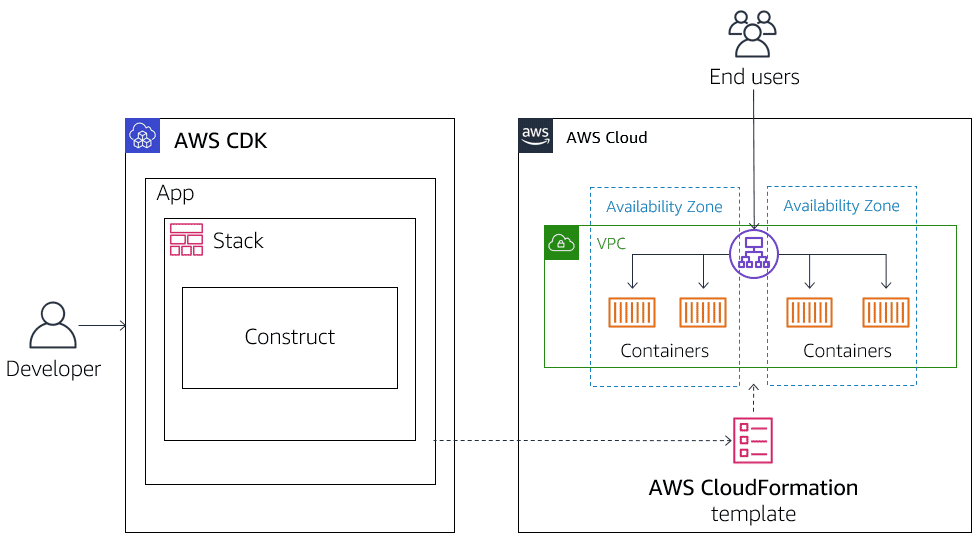 End users
AWS CDK
aws
AWS Cloud
App
Availability Zone
Availability Zone
Stack
VPC
Construct
Developer
Containers
Containers
AWS CloudFormation
template